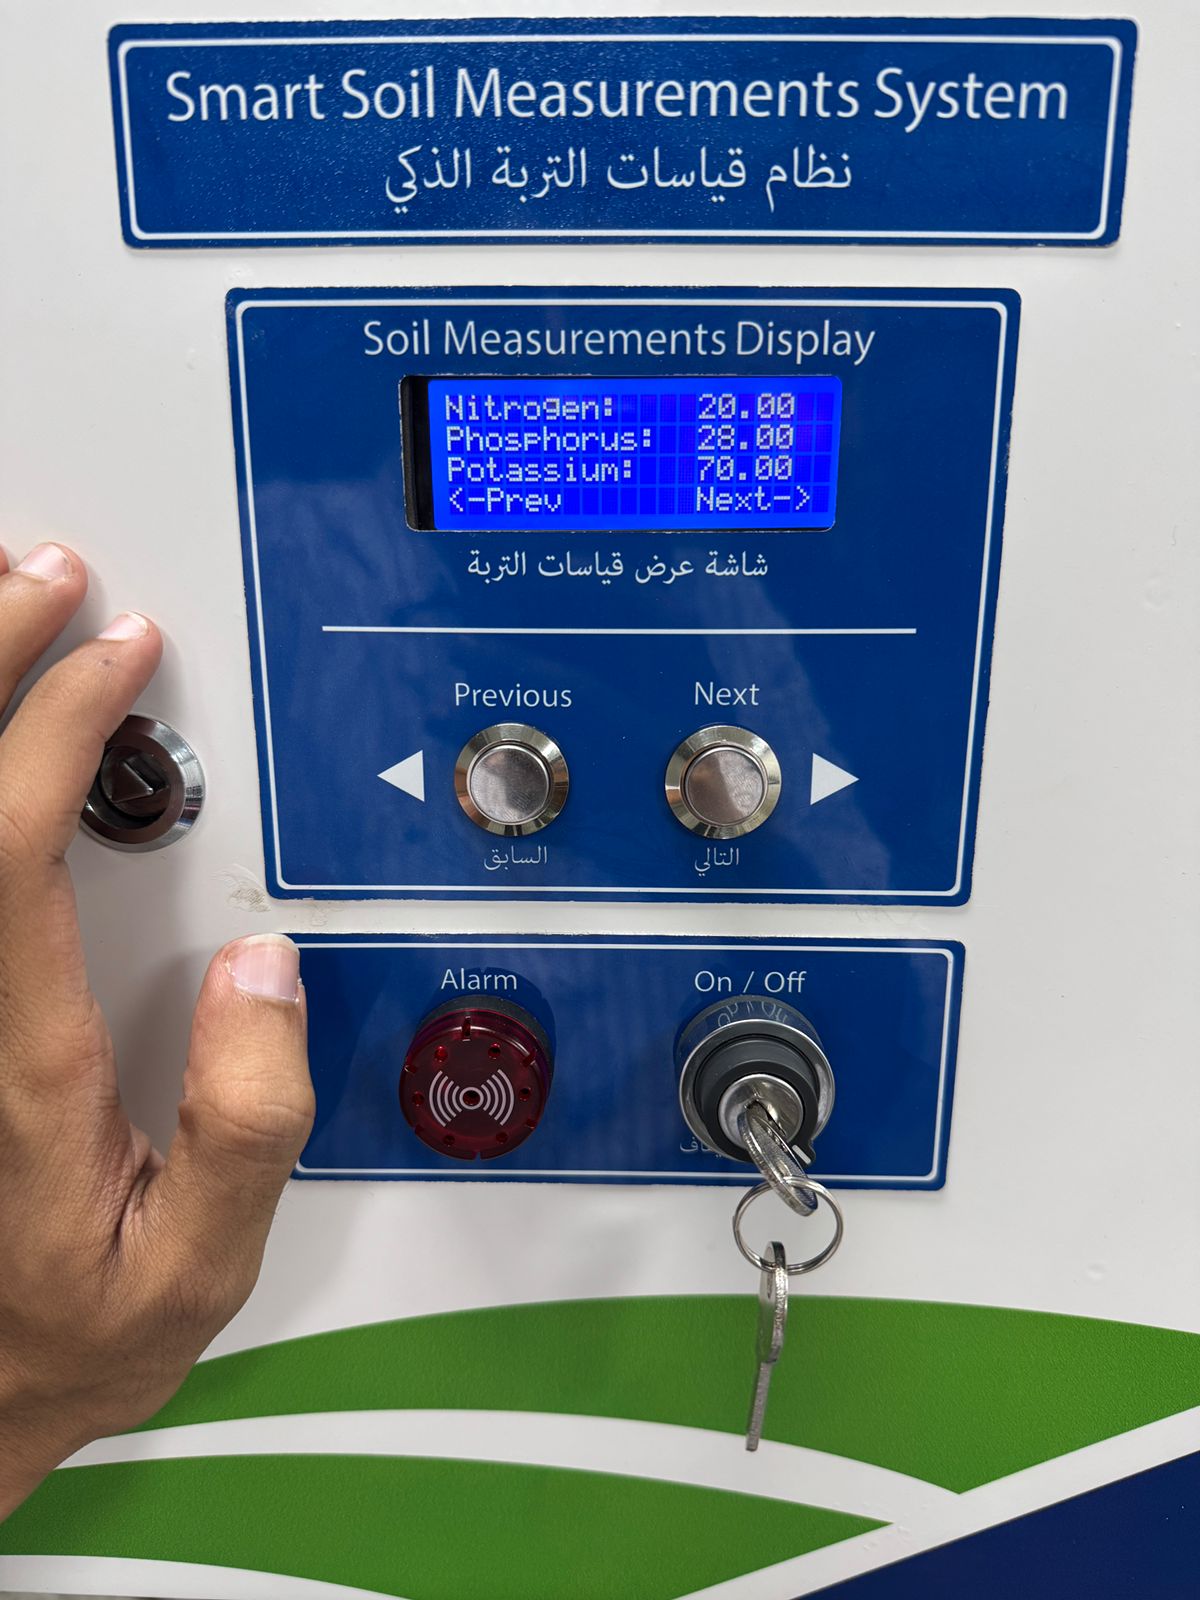 Smart Soil Measurements System
نظام قياسات التربة الذكي
Soil Measurements Display
Nitrogen: 20.00
Phosphorus: 28.00
Potassium: 70.00
<-Prev Next->
شاشة عرض قياسات التربة
Previous Next
السابق التالي
Alarm On / Off